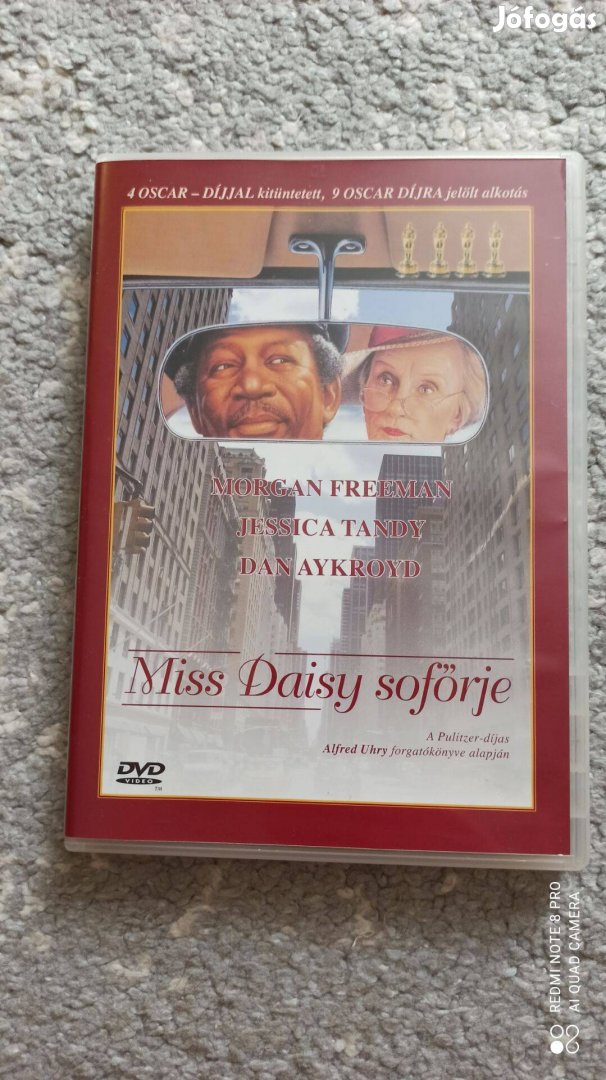 Jófogás
4 OSCAR – DÍJJAL kitüntetett, 9 OSCAR DÍJRA jelölt alkotás
MORGAN FREEMAN
JESSICA TANDY
DAN AYKROYD
Miss Daisy sofőrje
A Pulitzer-díjas
Alfred Uhry forgatókönyve alapján
DVD
VIDEO
TM
REDMI NOTE 8 PRO
AI QUAD CAMERA